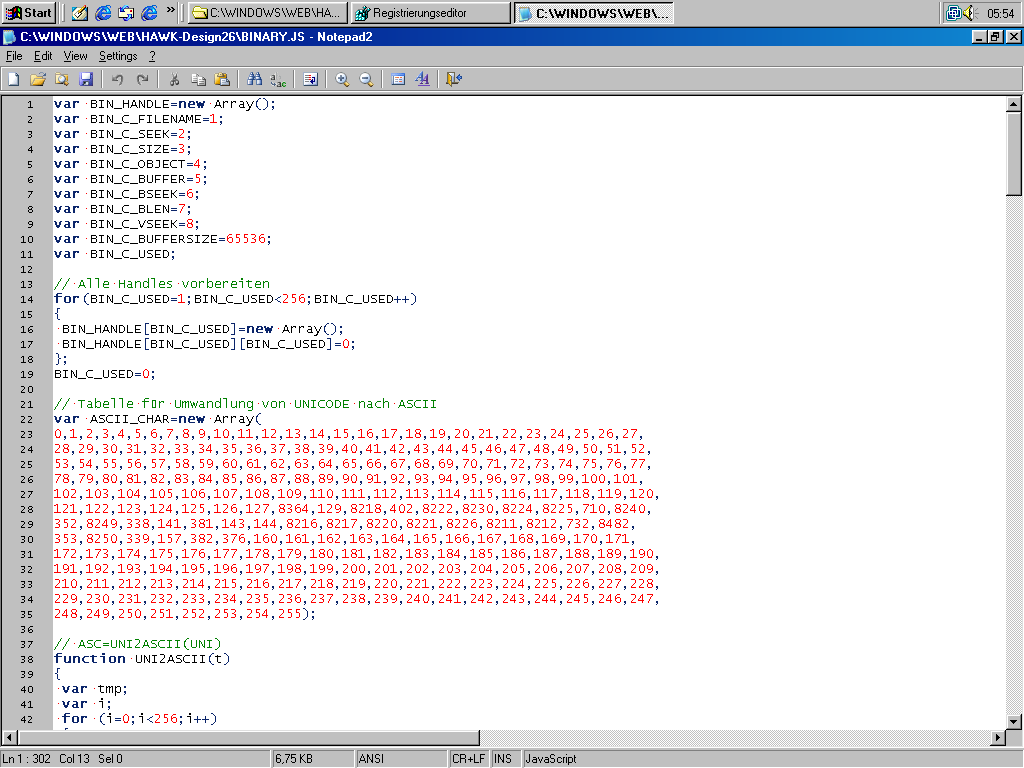 Start
C:\WINDOWS\WEB\HA...
Registrierungseditor
C:\WINDOWS\WEB\...
05:54
C:\WINDOWS\WEB\HAWK-Design26\BINARY.JS - Notepad2
File Edit View Settings ?
1 var BIN_HANDLE=new Array();
2 var BIN_C_FILENAME=1;
3 var BIN_C_SEEK=2;
4 var BIN_C_SIZE=3;
5 var BIN_C_OBJECT=4;
6 var BIN_C_BUFFER=5;
7 var BIN_C_BSEEK=6;
8 var BIN_C_BLEN=7;
9 var BIN_C_VSEEK=8;
10 var BIN_C_BUFFERSIZE=65536;
11 var BIN_C_USED;
12
13 // Alle Handles vorbereiten
14 for(BIN_C_USED=1;BIN_C_USED<256;BIN_C_USED++)
15 {
16 BIN_HANDLE[BIN_C_USED]=new Array();
17 BIN_HANDLE[BIN_C_USED][BIN_C_USED]=0;
18 };
19 BIN_C_USED=0;
20
21 // Tabelle für Umwandlung von UNICODE nach ASCII
22 var ASCII_CHAR=new Array(
23 0,1,2,3,4,5,6,7,8,9,10,11,12,13,14,15,16,17,18,19,20,21,22,23,24,25,26,27,
24 28,29,30,31,32,33,34,35,36,37,38,39,40,41,42,43,44,45,46,47,48,49,50,51,52,
25 53,54,55,56,57,58,59,60,61,62,63,64,65,66,67,68,69,70,71,72,73,74,75,76,77,
26 78,79,80,81,82,83,84,85,86,87,88,89,90,91,92,93,94,95,96,97,98,99,100,101,
27 102,103,104,105,106,107,108,109,110,111,112,113,114,115,116,117,118,119,120,
28 121,122,123,124,125,126,127,8364,129,8218,402,8222,8230,8224,8225,710,8240,
29 352,8249,338,141,381,143,144,8216,8217,8220,8221,8226,8211,8212,732,8482,
30 353,8250,339,157,382,376,160,161,162,163,164,165,166,167,168,169,170,171,
31 172,173,174,175,176,177,178,179,180,181,182,183,184,185,186,187,188,189,190,
32 191,192,193,194,195,196,197,198,199,200,201,202,203,204,205,206,207,208,209,
33 210,211,212,213,214,215,216,217,218,219,220,221,222,223,224,225,226,227,228,
34 229,230,231,232,233,234,235,236,237,238,239,240,241,242,243,244,245,246,247,
35 248,249,250,251,252,253,254,255);
36
37 // ASC=UNI2ASCII(UNI)
38 function UNI2ASCII(t)
39 {
40 var tmp;
41 var i;
42 for (i=0;i<256;i++)
Ln 1 : 302 Col 13 Sel 0 6,75 KB ANSI CR+LF INS JavaScript